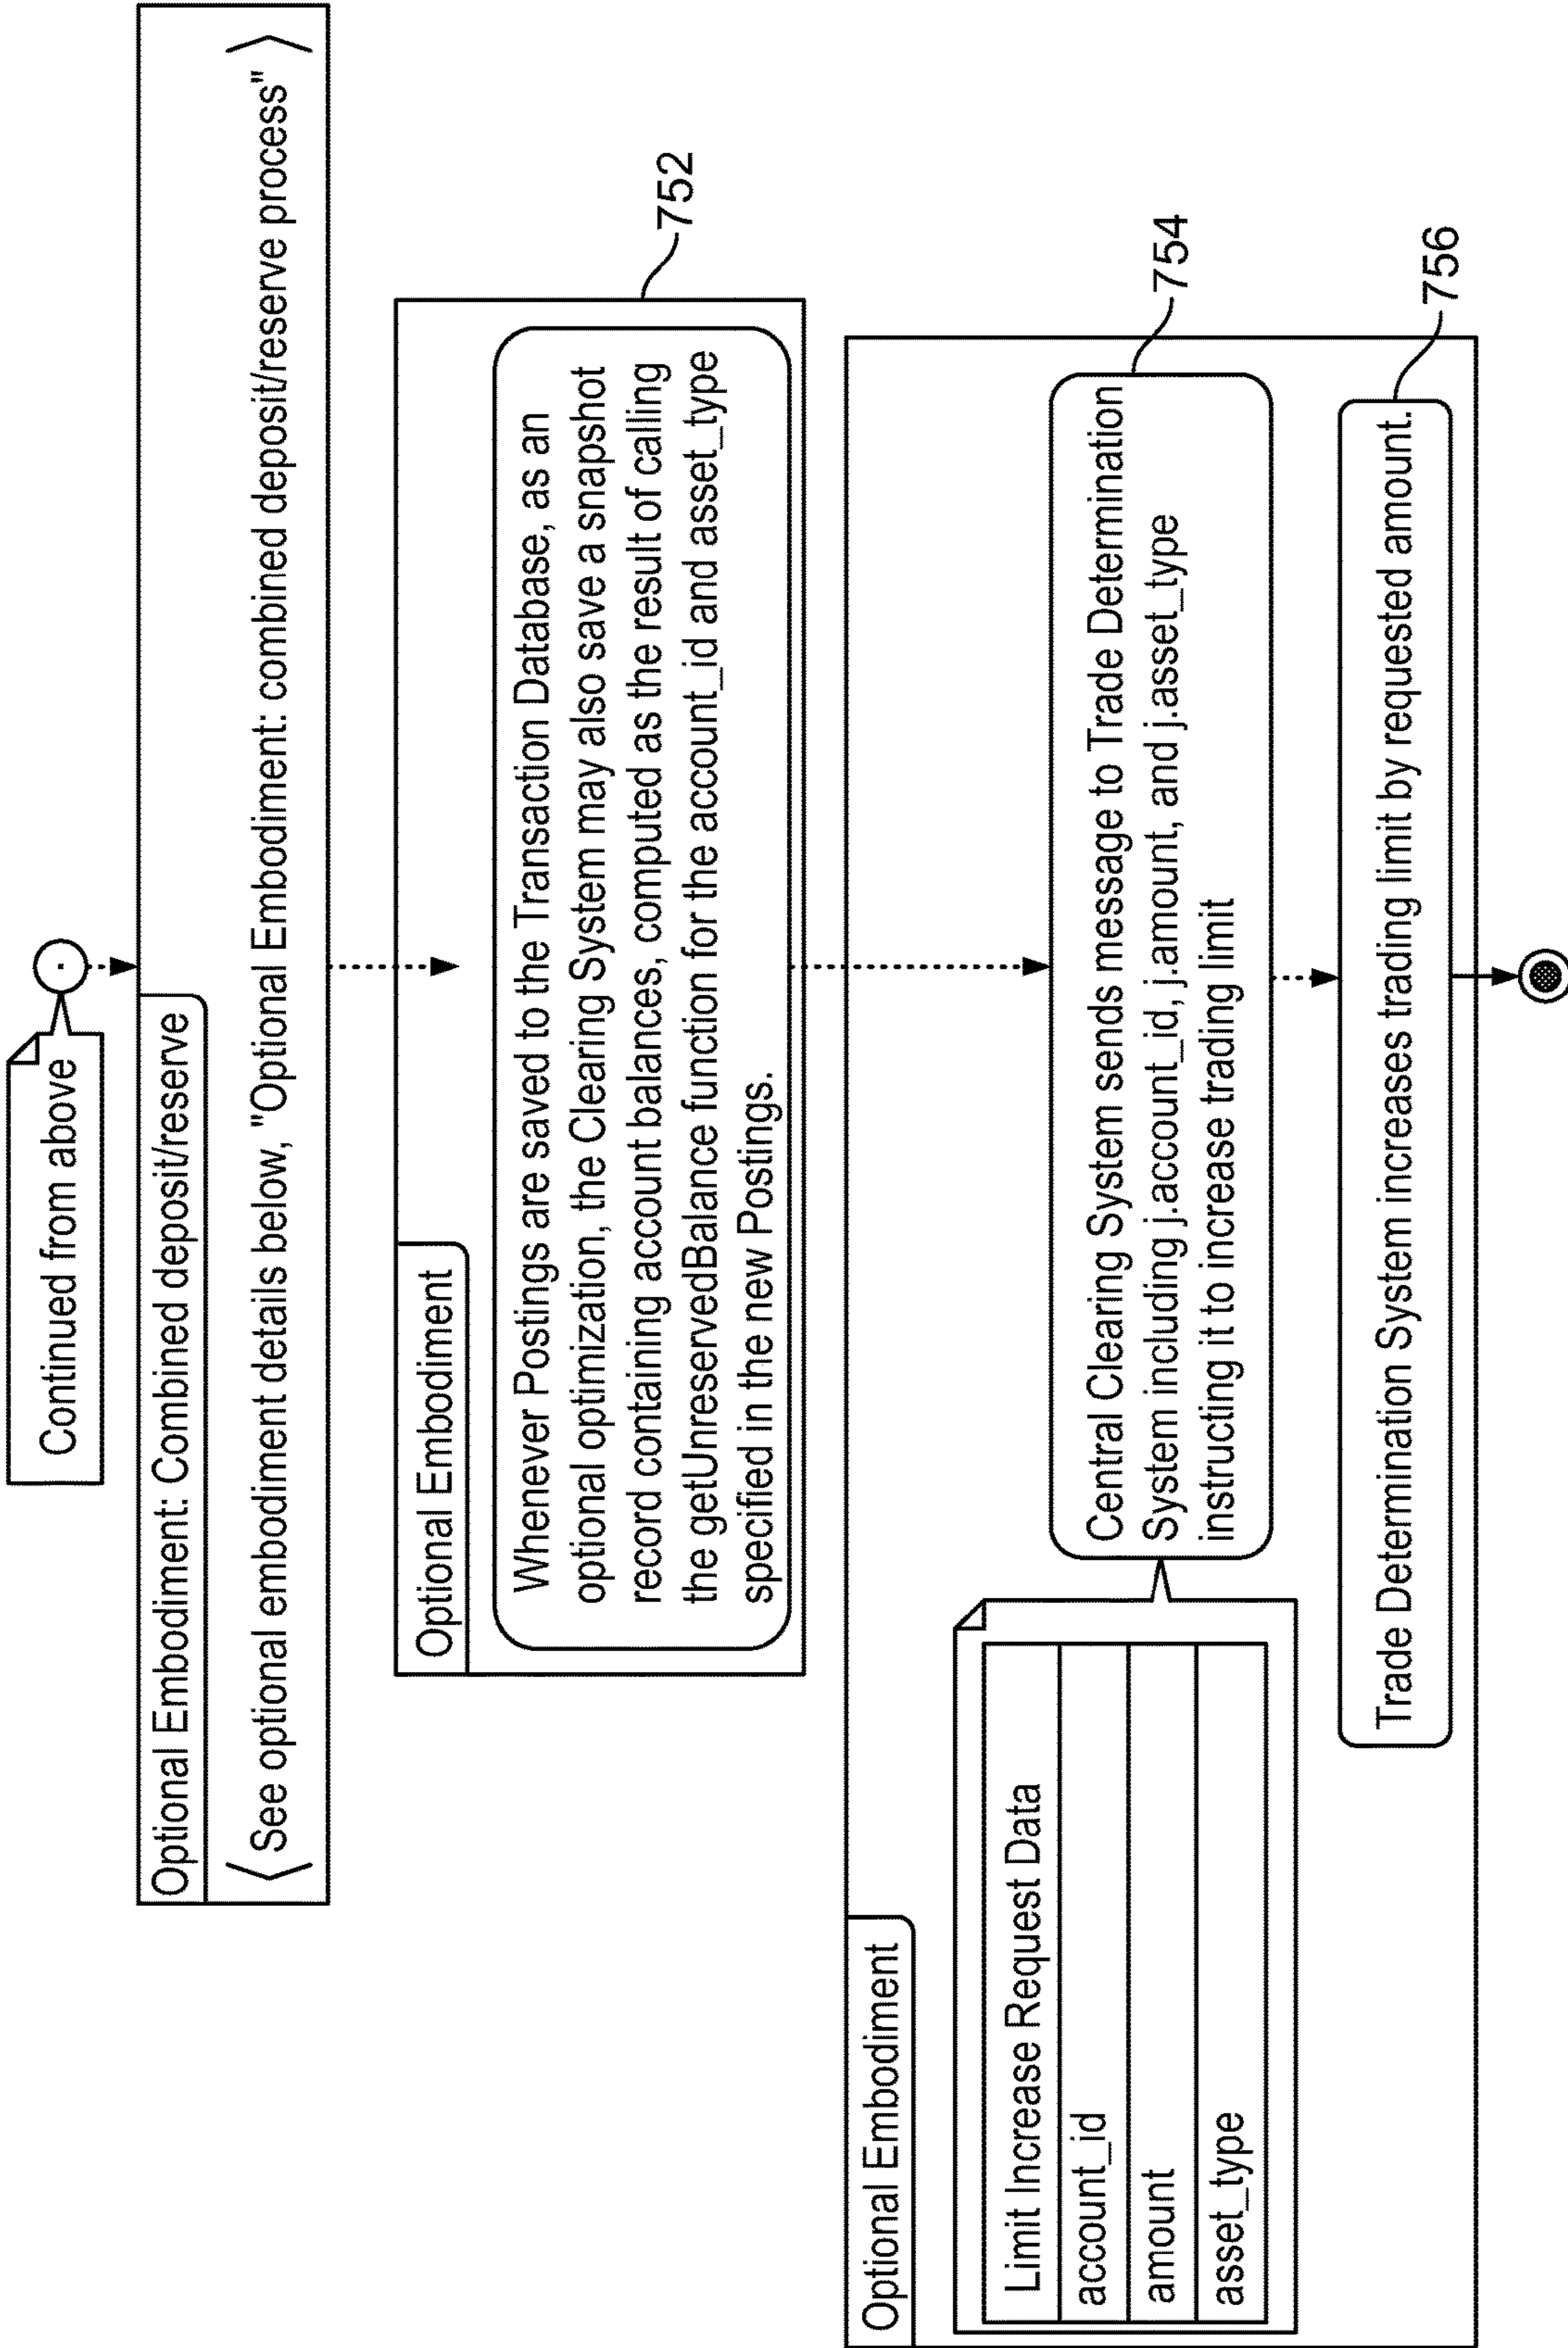 Continued from above
Optional Embodiment: Combined deposit/reserve
See optional embodiment details below, "Optional Embodiment: combined deposit/reserve process"
Optional Embodiment
Whenever Postings are saved to the Transaction Database, as an
optional optimization, the Clearing System may also save a snapshot
record containing account balances, computed as the result of calling
the getUnreservedBalance function for the account_id and asset_type
specified in the new Postings.
752
Optional Embodiment
Limit Increase Request Data
account_id
amount
asset_type
Central Clearing System sends message to Trade Determination
System including j.account_id, j.amount, and j.asset_type
instructing it to increase trading limit
754
Trade Determination System increases trading limit by requested amount.
756